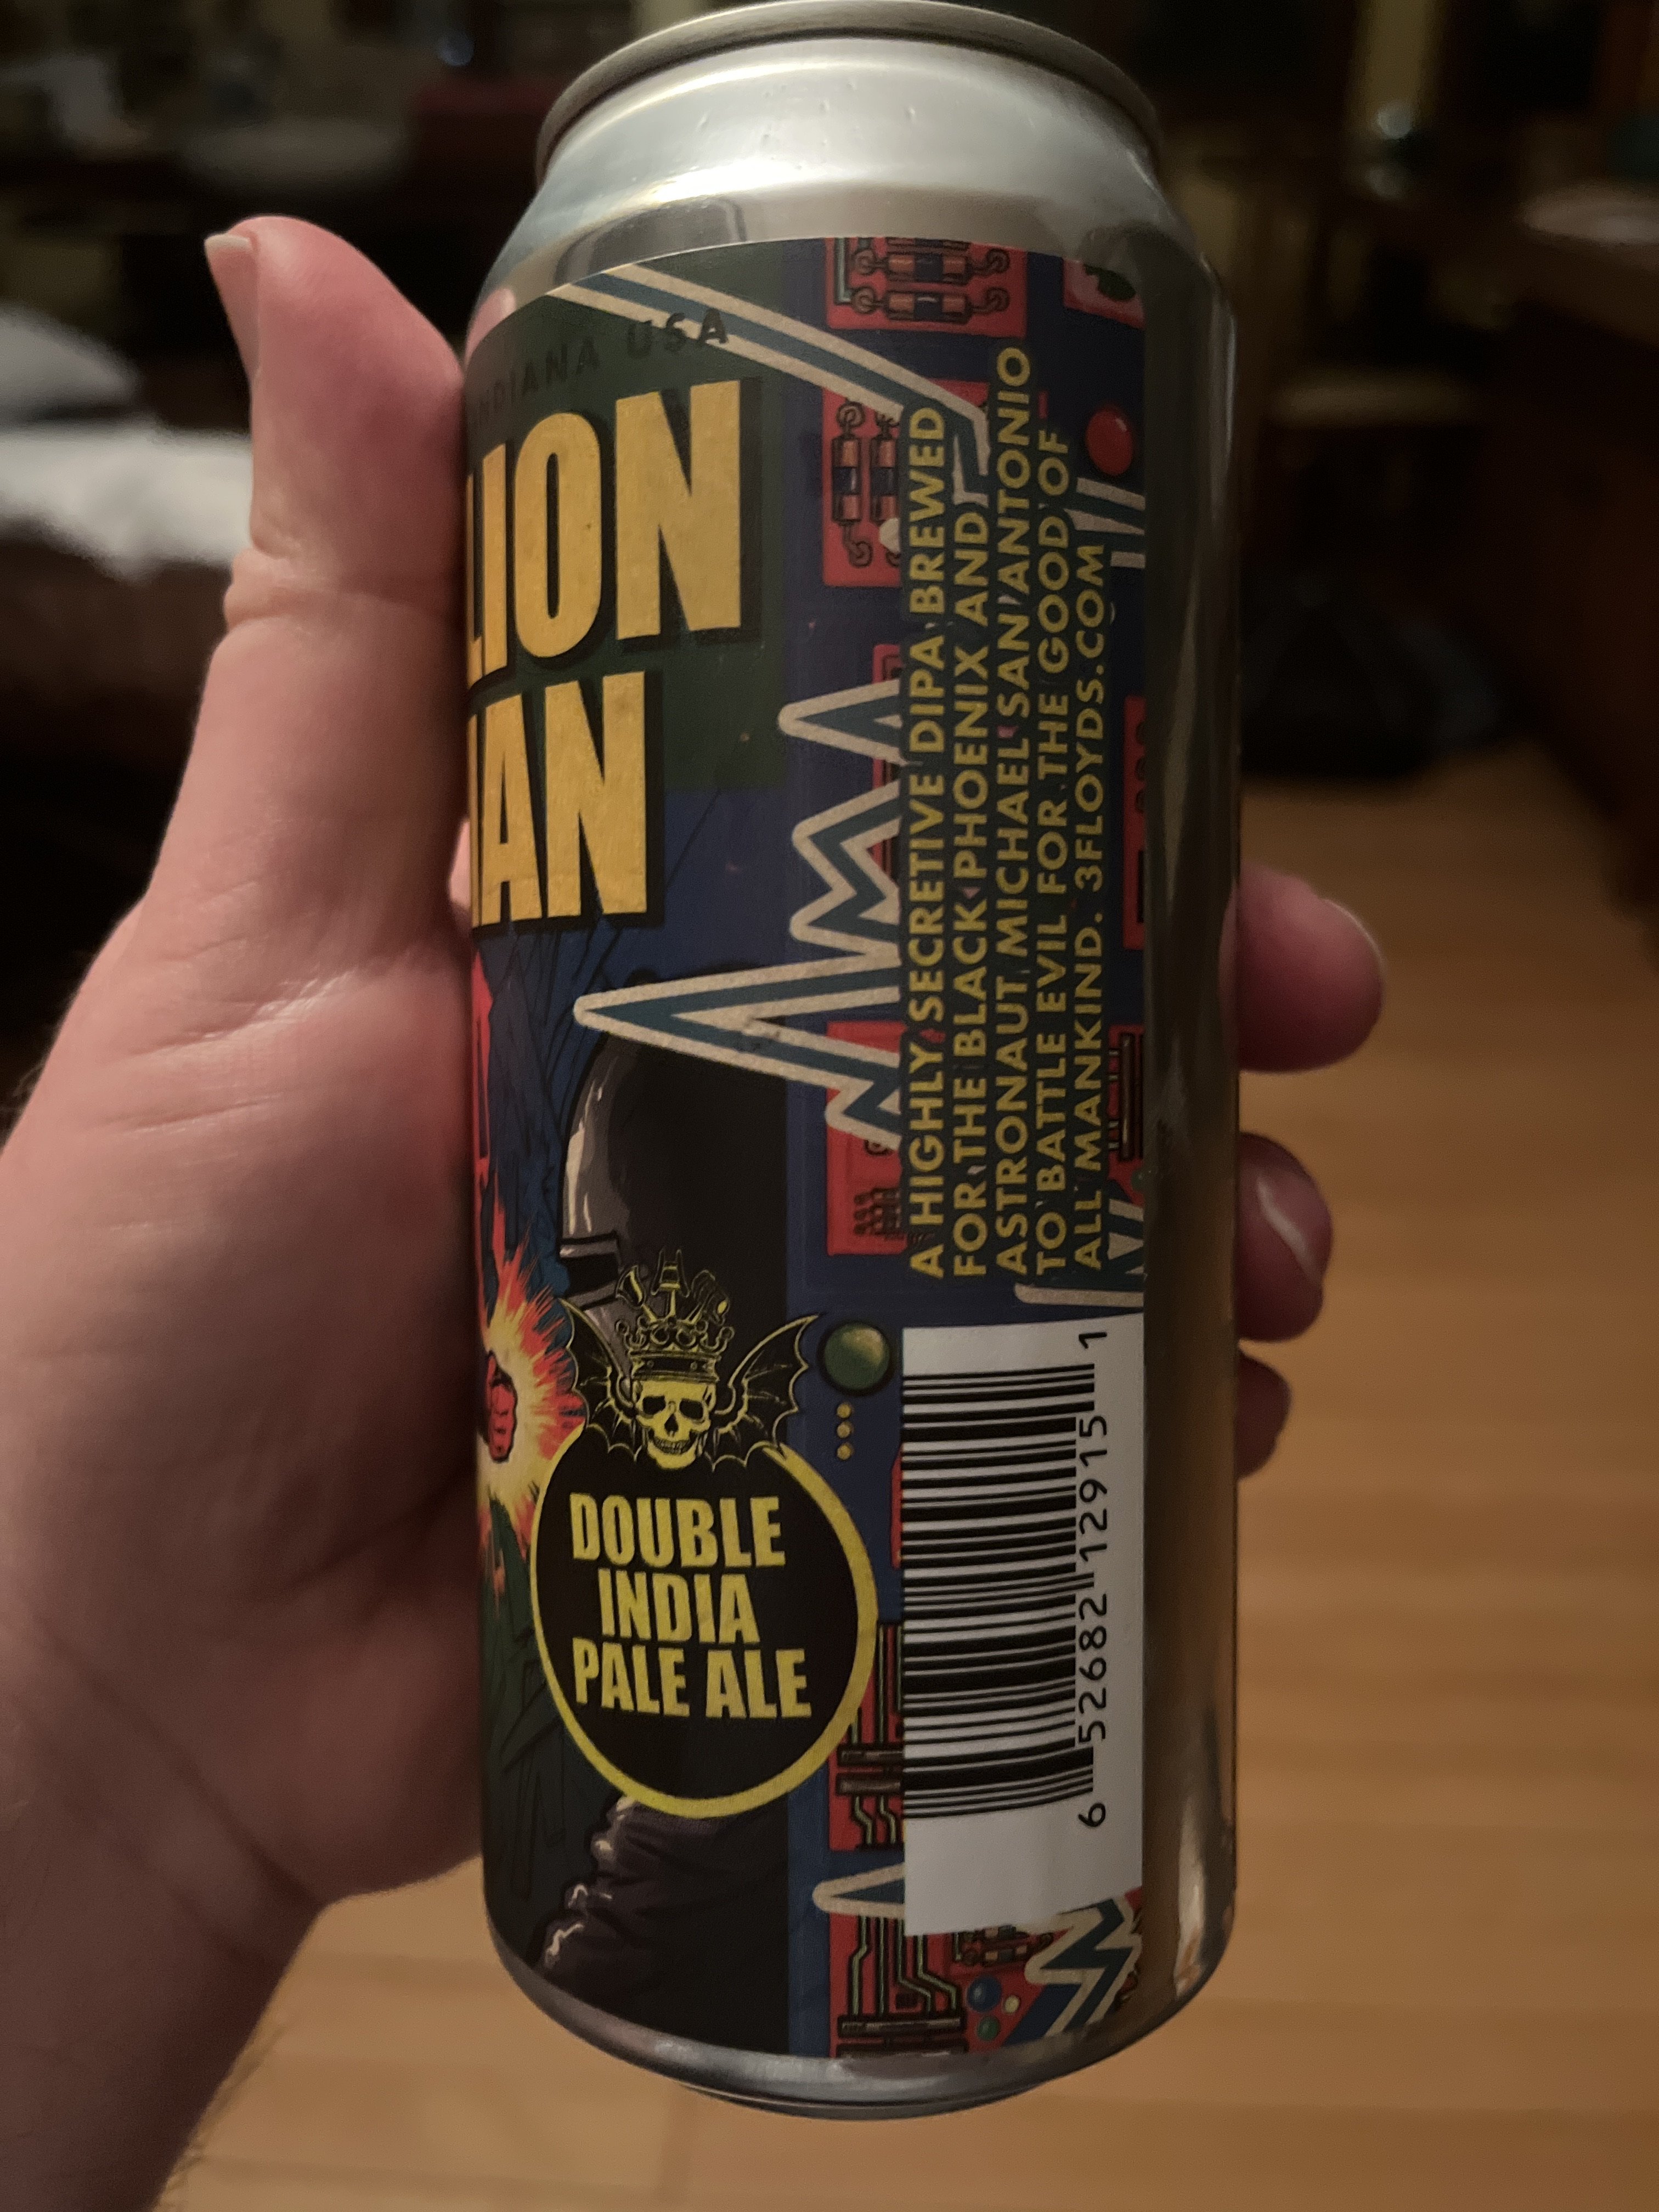 INDIANA USA
LION
IAN
DOUBLE
INDIA
PALE ALE
A HIGHLY SECRETIVE DIPA BREWED
FOR THE BLACK PHOENIX AND
ASTRONAUT MICHAEL SAN ANTONIO
TO BATTLE EVIL FOR THE GOOD OF
ALL MANKIND. 3FLOYDS.COM
6 52682 12915 1